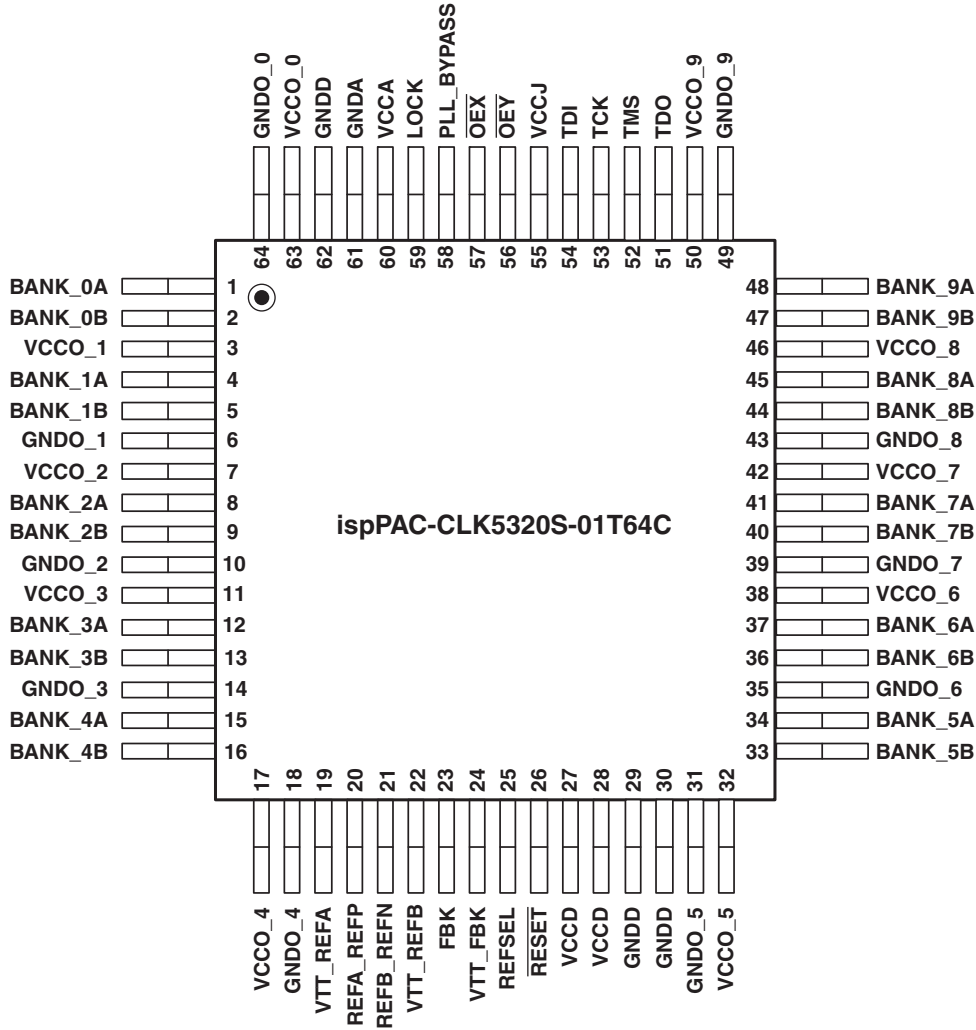 GNDO_0
VCCO_0
GNDD
GNDA
VCCA
LOCK
PLL_BYPASS
OEX
OEY
VCCJ
TDI
TCK
TMS
TDO
VCCO_9
GNDO_9
64
63
62
61
60
59
58
57
56
55
54
53
52
51
50
49
BANK_0A 1
BANK_0B 2
VCCO_1 3
BANK_1A 4
BANK_1B 5
GNDO_1 6
VCCO_2 7
BANK_2A 8
BANK_2B 9
GNDO_2 10
VCCO_3 11
BANK_3A 12
BANK_3B 13
GNDO_3 14
BANK_4A 15
BANK_4B 16
ispPAC-CLK5320S-01T64C
48 BANK_9A
47 BANK_9B
46 VCCO_8
45 BANK_8A
44 BANK_8B
43 GNDO_8
42 VCCO_7
41 BANK_7A
40 BANK_7B
39 GNDO_7
38 VCCO_6
37 BANK_6A
36 BANK_6B
35 GNDO_6
34 BANK_5A
33 BANK_5B
17
18
19
20
21
22
23
24
25
26
27
28
29
30
31
32
VCCO_4
GNDO_4
VTT_REFA
REFA_REFP
REFB_REFN
VTT_REFB
FBK
VTT_FBK
REFSEL
RESET
VCCD
VCCD
GNDD
GNDD
GNDO_5
VCCO_5